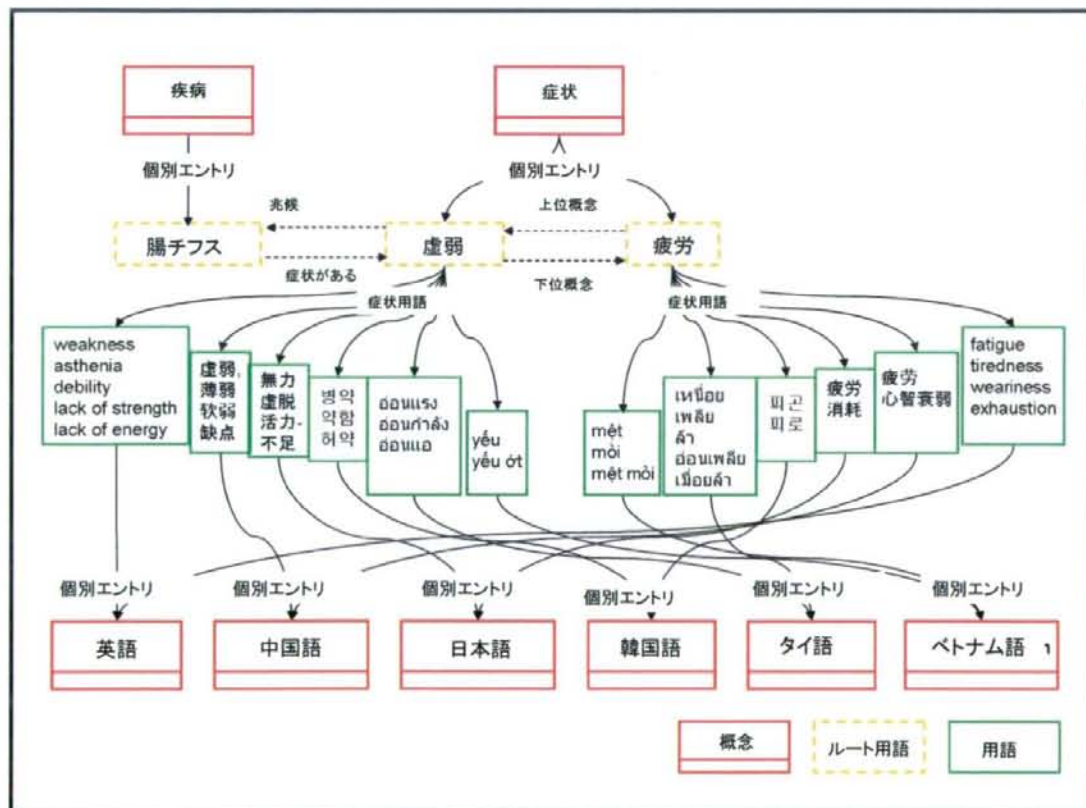 疾病
症状
個別エントリ
個別エントリ
兆候
上位概念
腸チフス
虚弱
疲労
症状がある
下位概念
症状用語
症状用語
weakness
asthenia
debility
lack of strength
lack of energy
虚弱,
薄弱
软弱
缺点
無力
虚脱
活力-
不足
병약
약함
허약
อ่อนแรง
อ่อนกำลัง
อ่อนแอ
yếu
yếu ớt
mệt
mỏi
mệt mỏi
เหนื่อย
เพลีย
ล้า
อ่อนเพลีย
เมื่อยล้า
피곤
피로
疲労
消耗
疲劳
心智衰弱
fatigue
tiredness
weariness
exhaustion
個別エントリ
個別エントリ
個別エントリ
個別エントリ
個別エントリ
個別エントリ
英語
中国語
日本語
韓国語
タイ語
ベトナム語
概念
ルート用語
用語